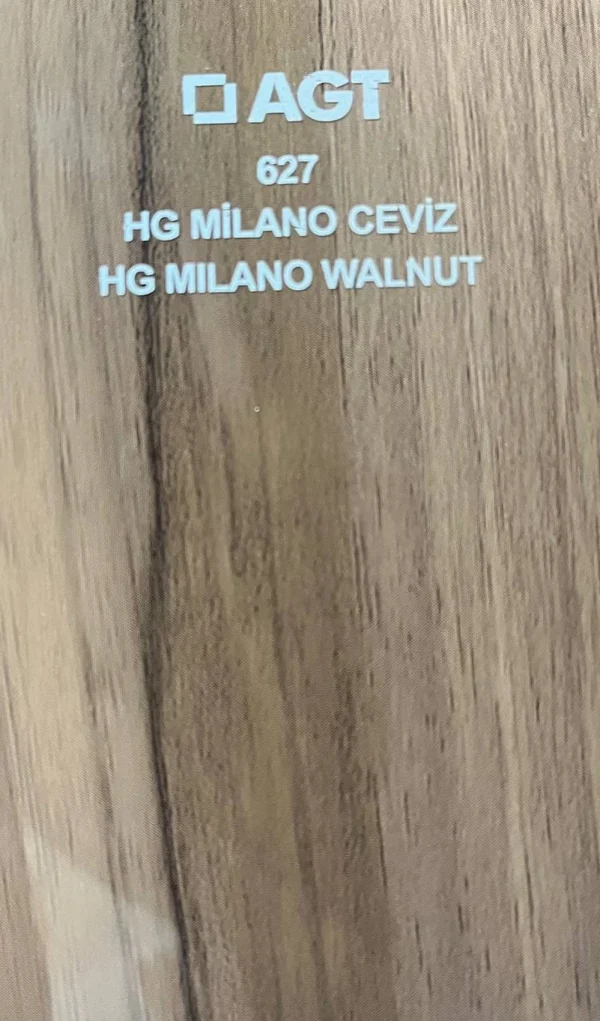 AGT
627
HG MİLANO CEVİZ
HG MILANO WALNUT